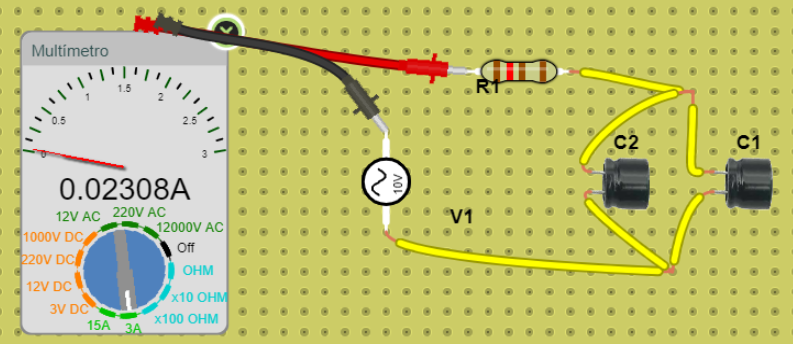 Multímetro
0 0.5 1 1.5 2 2.5 3
0.02308A
12V AC 220V AC 12000V AC
1000V DC Off
220V DC OHM
12V DC x10 OHM
3V DC x100 OHM
15A 3A
R1
C2 C1
10V
V1